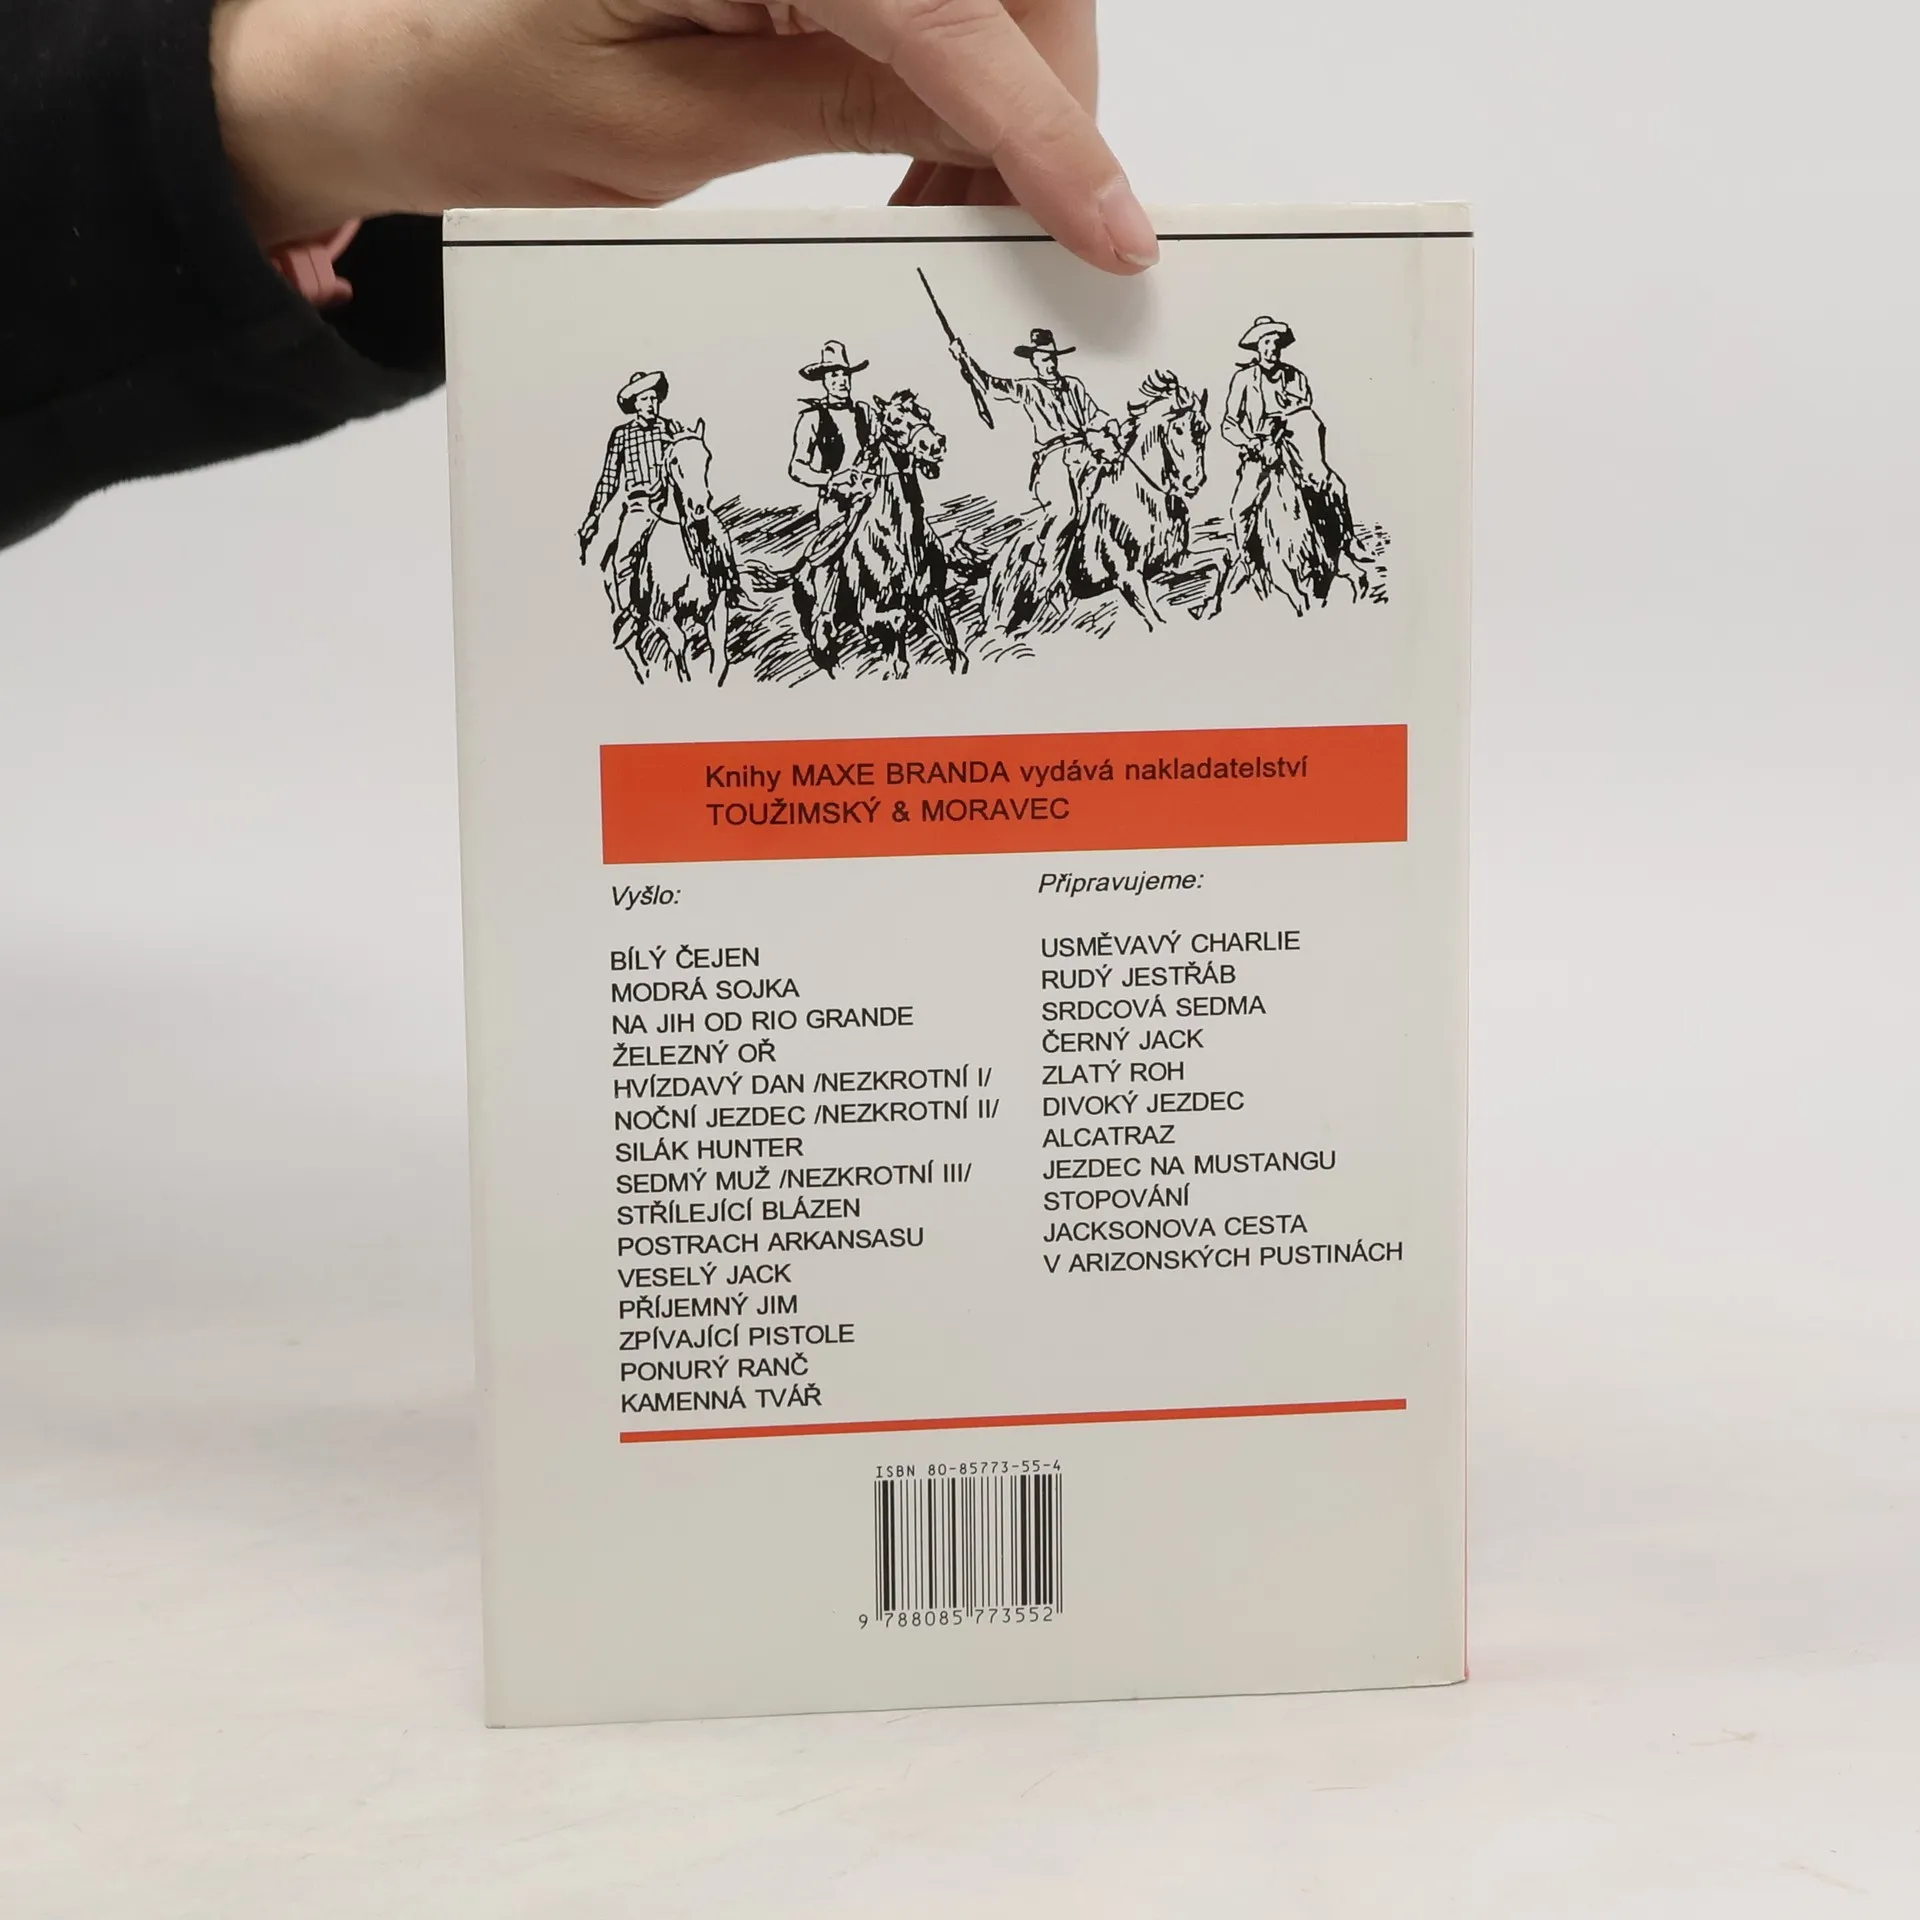 Knihy MAXE BRANDA vydává nakladatelství
TOUŽIMSKÝ & MORAVEC
Vyšlo:
BÍLÝ ČEJEN
MODRÁ SOJKA
NA JIH OD RIO GRANDE
ŽELEZNÝ OŘ
HVÍZDAVÝ DAN /NEZKROTNÍ I/
NOČNÍ JEZDEC /NEZKROTNÍ II/
SILÁK HUNTER
SEDMÝ MUŽ /NEZKROTNÍ III/
STŘÍLEJÍCÍ BLÁZEN
POSTRACH ARKANSASU
VESELÝ JACK
PŘÍJEMNÝ JIM
ZPÍVAJÍCÍ PISTOLE
PONURÝ RANČ
KAMENNÁ TVÁŘ
Připravujeme:
USMĚVAVÝ CHARLIE
RUDÝ JESTŘÁB
SRDCOVÁ SEDMA
ČERNÝ JACK
ZLATÝ ROH
DIVOKÝ JEZDEC
ALCATRAZ
JEZDEC NA MUSTANGU
STOPOVÁNÍ
JACKSONOVA CESTA
V ARIZONSKÝCH PUSTINÁCH
ISBN 80-85773-55-4
9 788085 773552